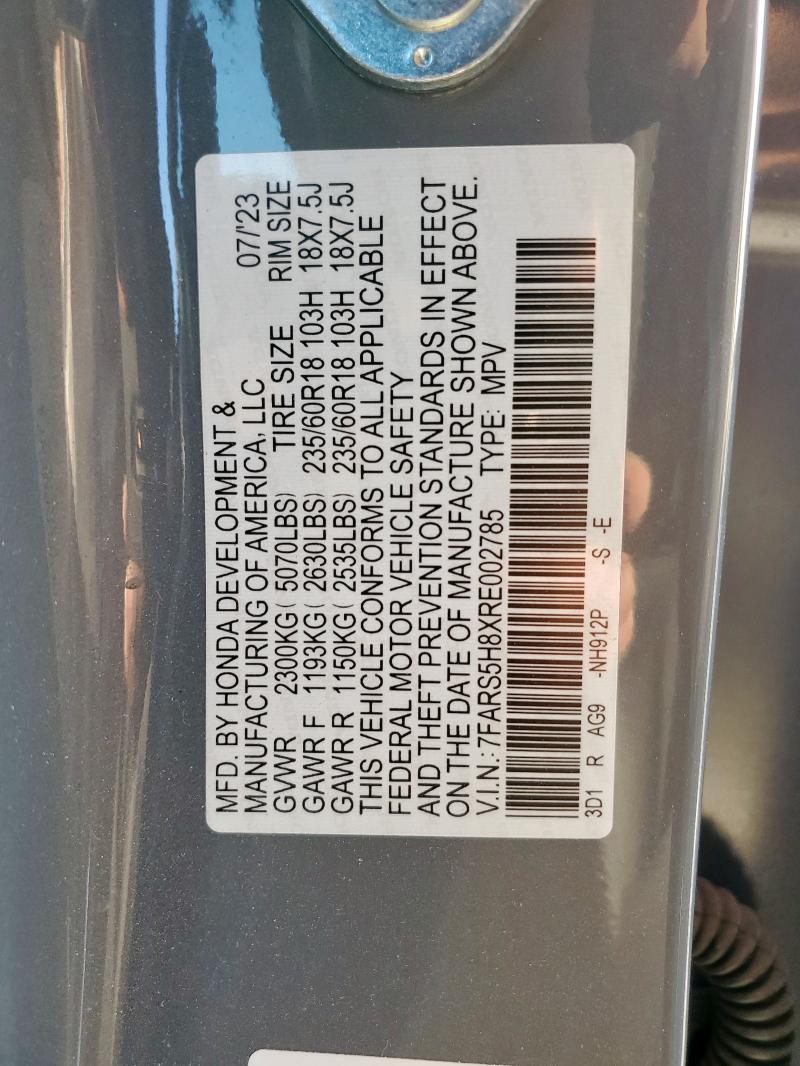 MFD. BY HONDA DEVELOPMENT &
MANUFACTURING OF AMERICA, LLC 07/'23
GVWR 2300KG( 5070LBS) TIRE SIZE RIM SIZE
GAWR F 1193KG( 2630LBS) 235/60R18 103H 18X7.5J
GAWR R 1150KG( 2535LBS) 235/60R18 103H 18X7.5J
THIS VEHICLE CONFORMS TO ALL APPLICABLE
FEDERAL MOTOR VEHICLE SAFETY
AND THEFT PREVENTION STANDARDS IN EFFECT
ON THE DATE OF MANUFACTURE SHOWN ABOVE.
V.I.N.: 7FARS5H8XRE002785 TYPE: MPV
3D1 R AG9 -NH912P -S -E